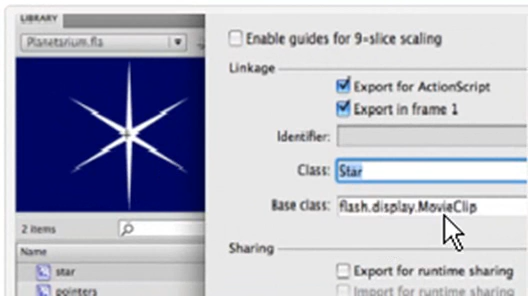 LIBRARY
Planetarium.fla
2 items
Name
star
pointers
Enable guides for 9-slice scaling
Linkage
Export for ActionScript
Export in frame 1
Identifier:
Class: Star
Base class: flash.display.MovieClip
Sharing
Export for runtime sharing
Import for runtime sharing